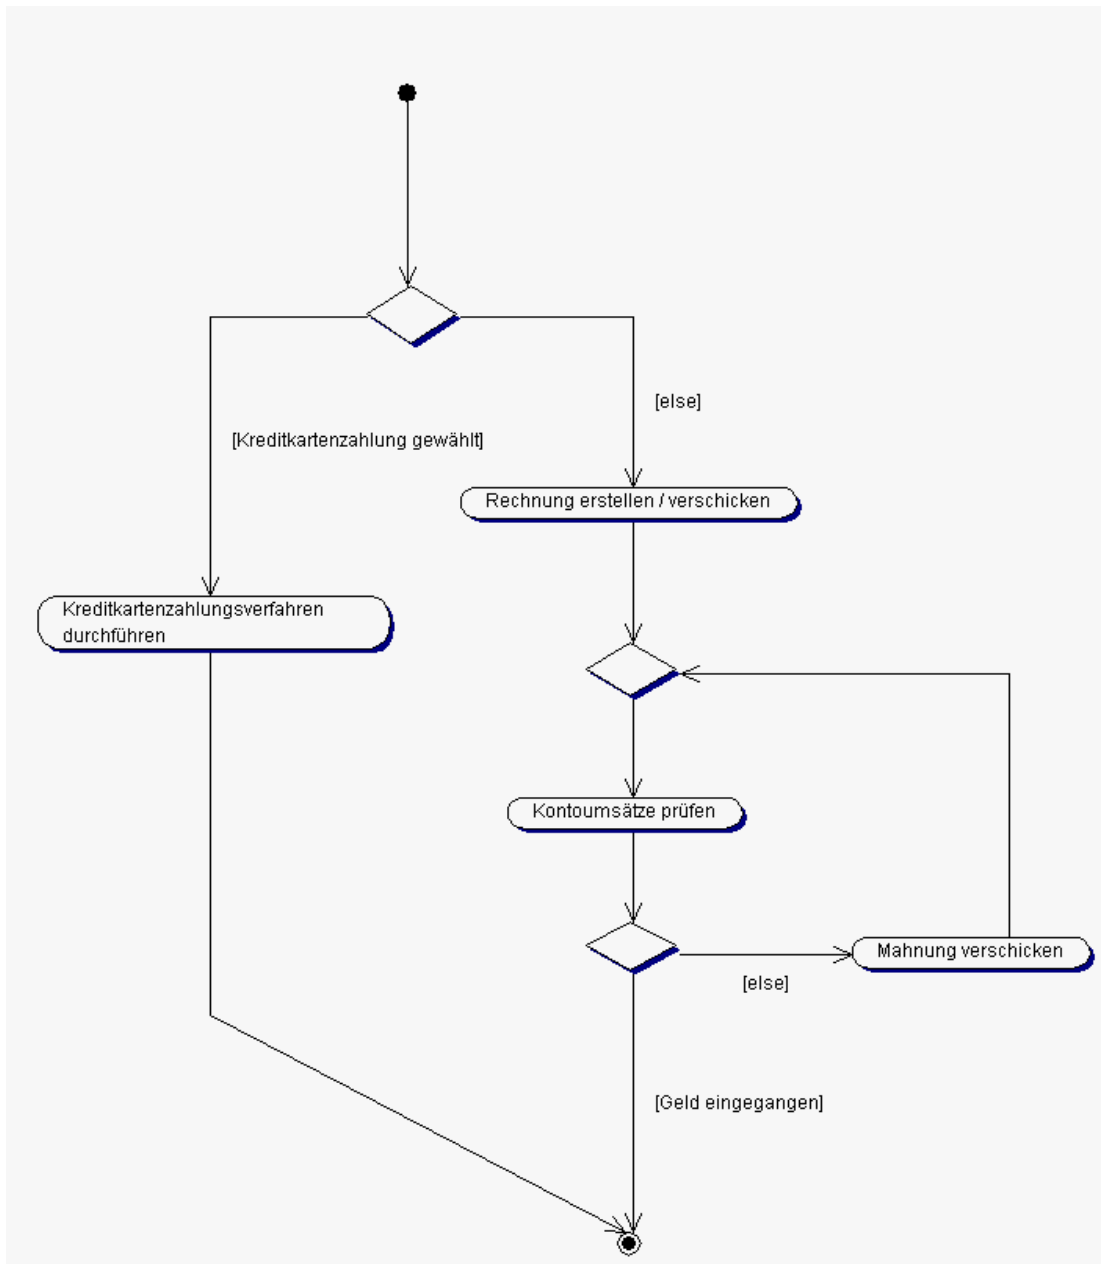 [else]
[Kreditkartenzahlung gewählt]
Rechnung erstellen / verschicken
Kreditkartenzahlungsverfahren
durchführen
Kontoumsätze prüfen
Mahnung verschicken
[else]
[Geld eingegangen]